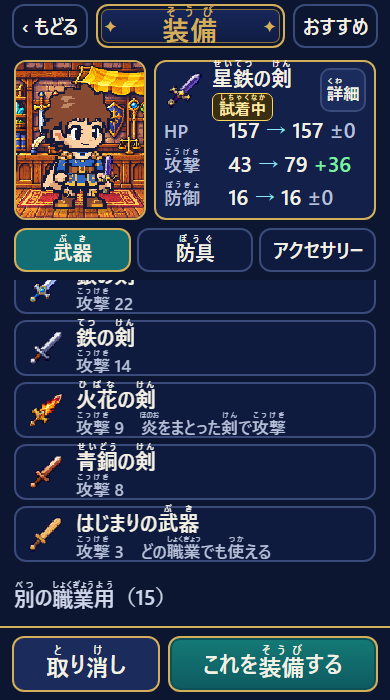 ‹ もどる
装備
おすすめ
星鉄の剣
試着中
詳細
HP 157 → 157 ±0
攻撃 43 → 79 +36
防御 16 → 16 ±0
武器
防具
アクセサリー
銀の剣
攻撃 22
鉄の剣
攻撃 14
火花の剣
攻撃 9 炎をまとった剣で攻撃
青銅の剣
攻撃 8
はじまりの武器
攻撃 3 どの職業でも使える
別の職業用（15）
取り消し
これを装備する